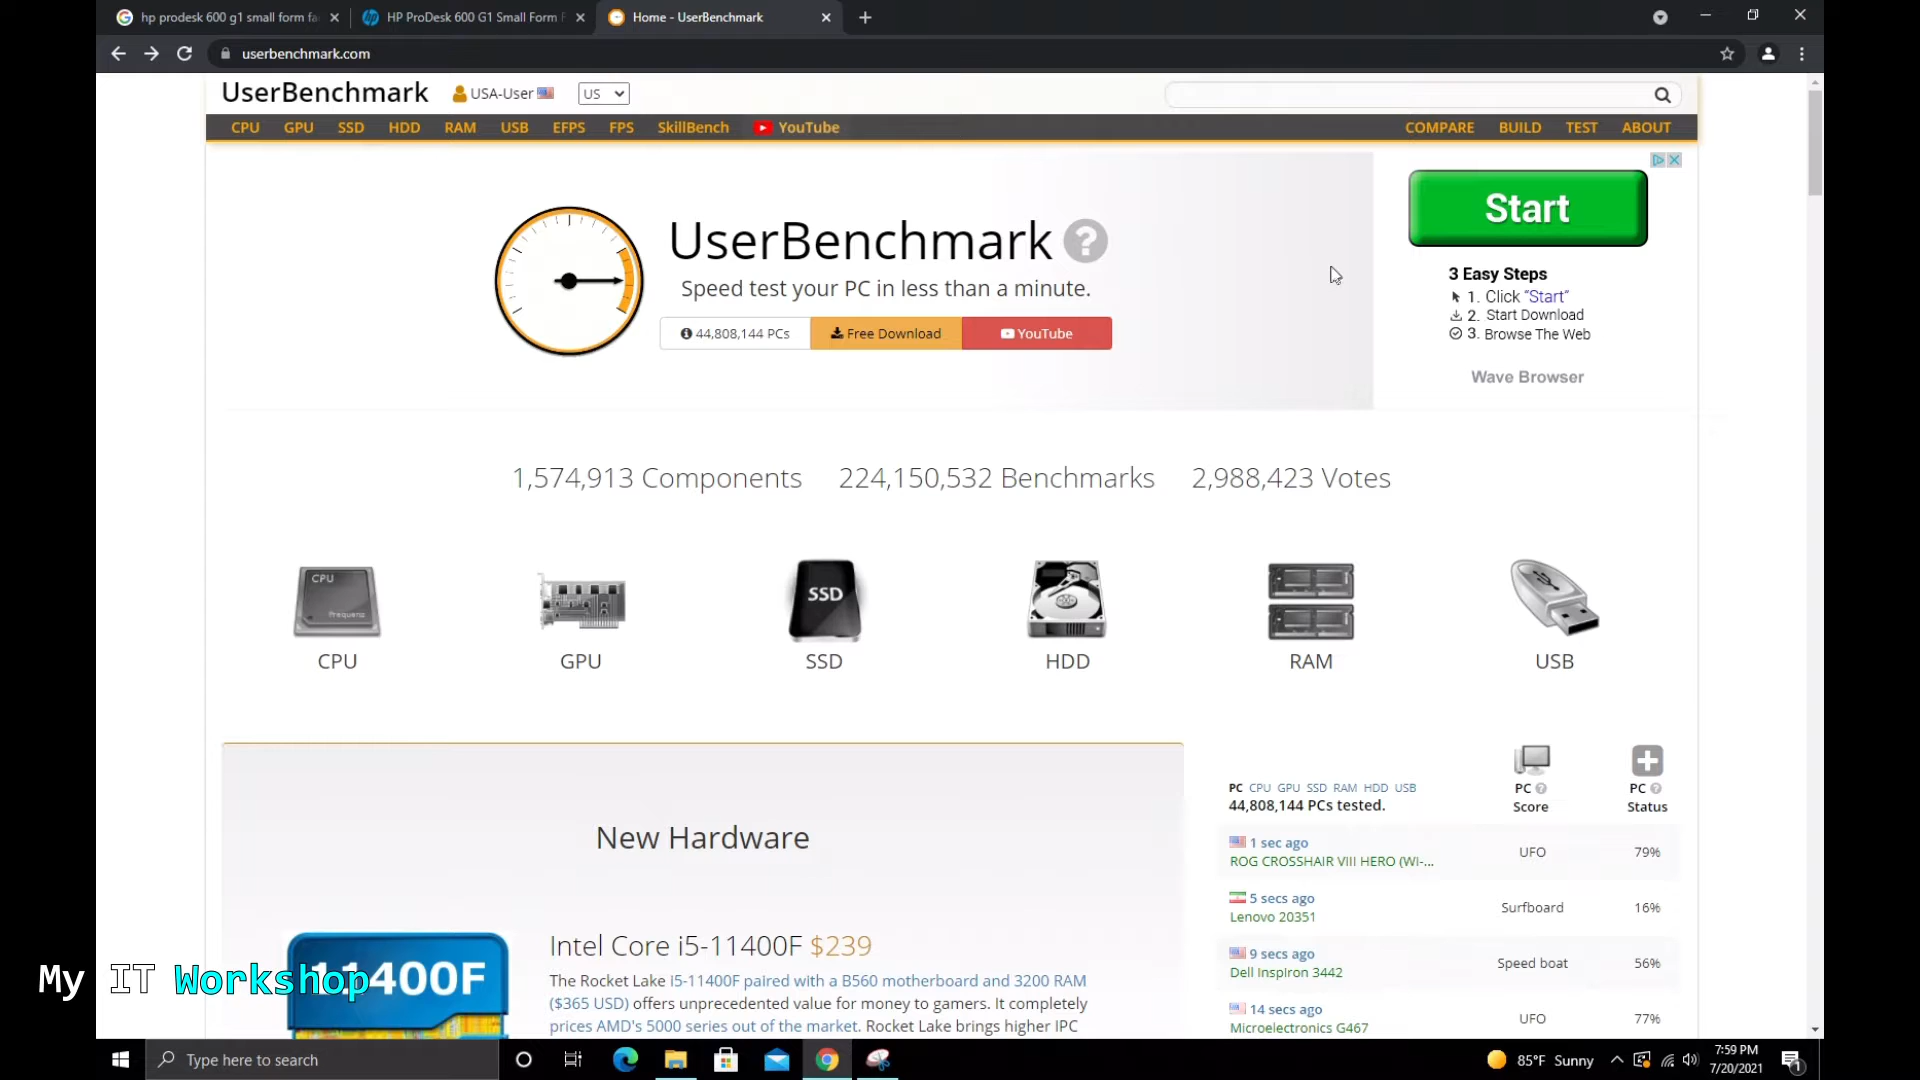 hp prodesk 600 g1 small form fa
HP ProDesk 600 G1 Small Form F
Home - UserBenchmark
userbenchmark.com
UserBenchmark
USA-User
US
CPU GPU SSD HDD RAM USB EFPS FPS SkillBench YouTube
COMPARE BUILD TEST ABOUT
UserBenchmark
Speed test your PC in less than a minute.
44,808,144 PCs
Free Download
YouTube
Start
3 Easy Steps
1. Click "Start"
2. Start Download
3. Browse The Web
Wave Browser
1,574,913 Components 224,150,532 Benchmarks 2,988,423 Votes
CPU
Frequenz
SSD
CPU GPU SSD HDD RAM USB
New Hardware
11400F
Intel Core i5-11400F $239
The Rocket Lake I5-11400F paired with a B560 motherboard and 3200 RAM
($365 USD) offers unprecedented value for money to gamers. It completely
prices AMD's 5000 series out of the market. Rocket Lake brings higher IPC
PC CPU GPU SSD RAM HDD USB
44,808,144 PCs tested.
PC
Score
PC
Status
1 sec ago
ROG CROSSHAIR VIII HERO (WI-...
UFO
79%
5 secs ago
Lenovo 20351
Surfboard
16%
9 secs ago
Dell Inspiron 3442
Speed boat
56%
14 secs ago
Microelectronics G467
UFO
77%
My IT Workshop
Type here to search
85°F Sunny
7:59 PM
7/20/2021
1